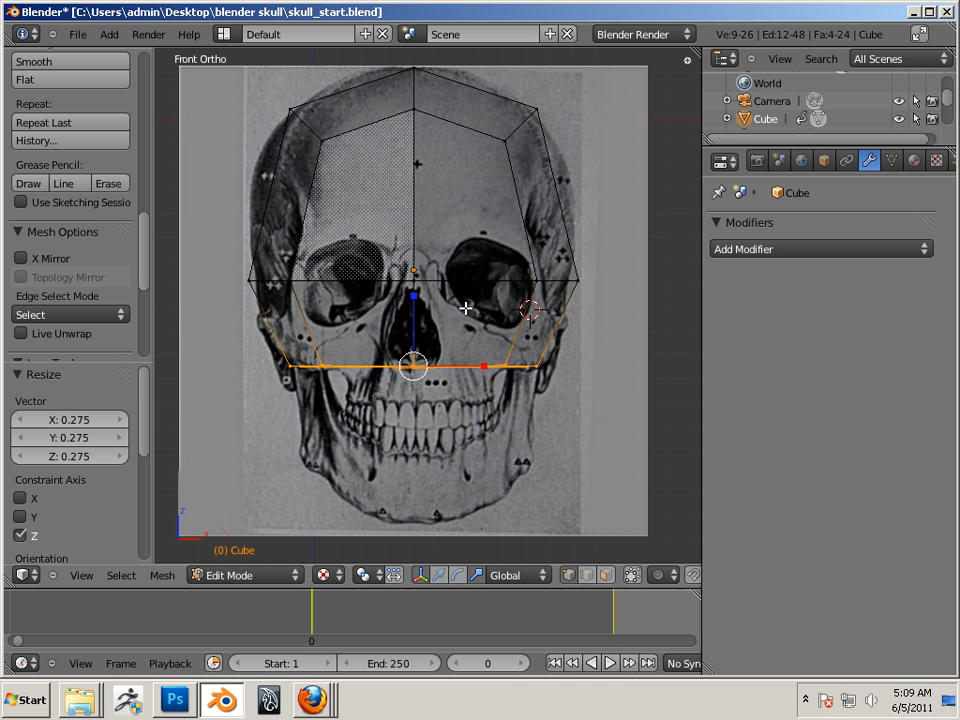 Blender* [C:\Users\admin\Desktop\blender skull\skull_start.blend]
File Add Render Help Default Scene Blender Render Ve:9-26 | Ed:12-48 | Fa:4-24 | Cube
Smooth
Flat
Repeat:
Repeat Last
History...
Grease Pencil:
Draw Line Erase
Use Sketching Sessio
Mesh Options
X Mirror
Topology Mirror
Edge Select Mode
Select
Live Unwrap
Resize
Vector
X: 0.275
Y: 0.275
Z: 0.275
Constraint Axis
X
Y
Z
Orientation
Front Ortho
z
x
(0) Cube
View Search All Scenes
World
Camera
Cube
Cube
Modifiers
Add Modifier
View Select Mesh Edit Mode Global
0
View Frame Playback Start: 1 End: 250 0 No Syn
Start Ps 5:09 AM
6/5/2011